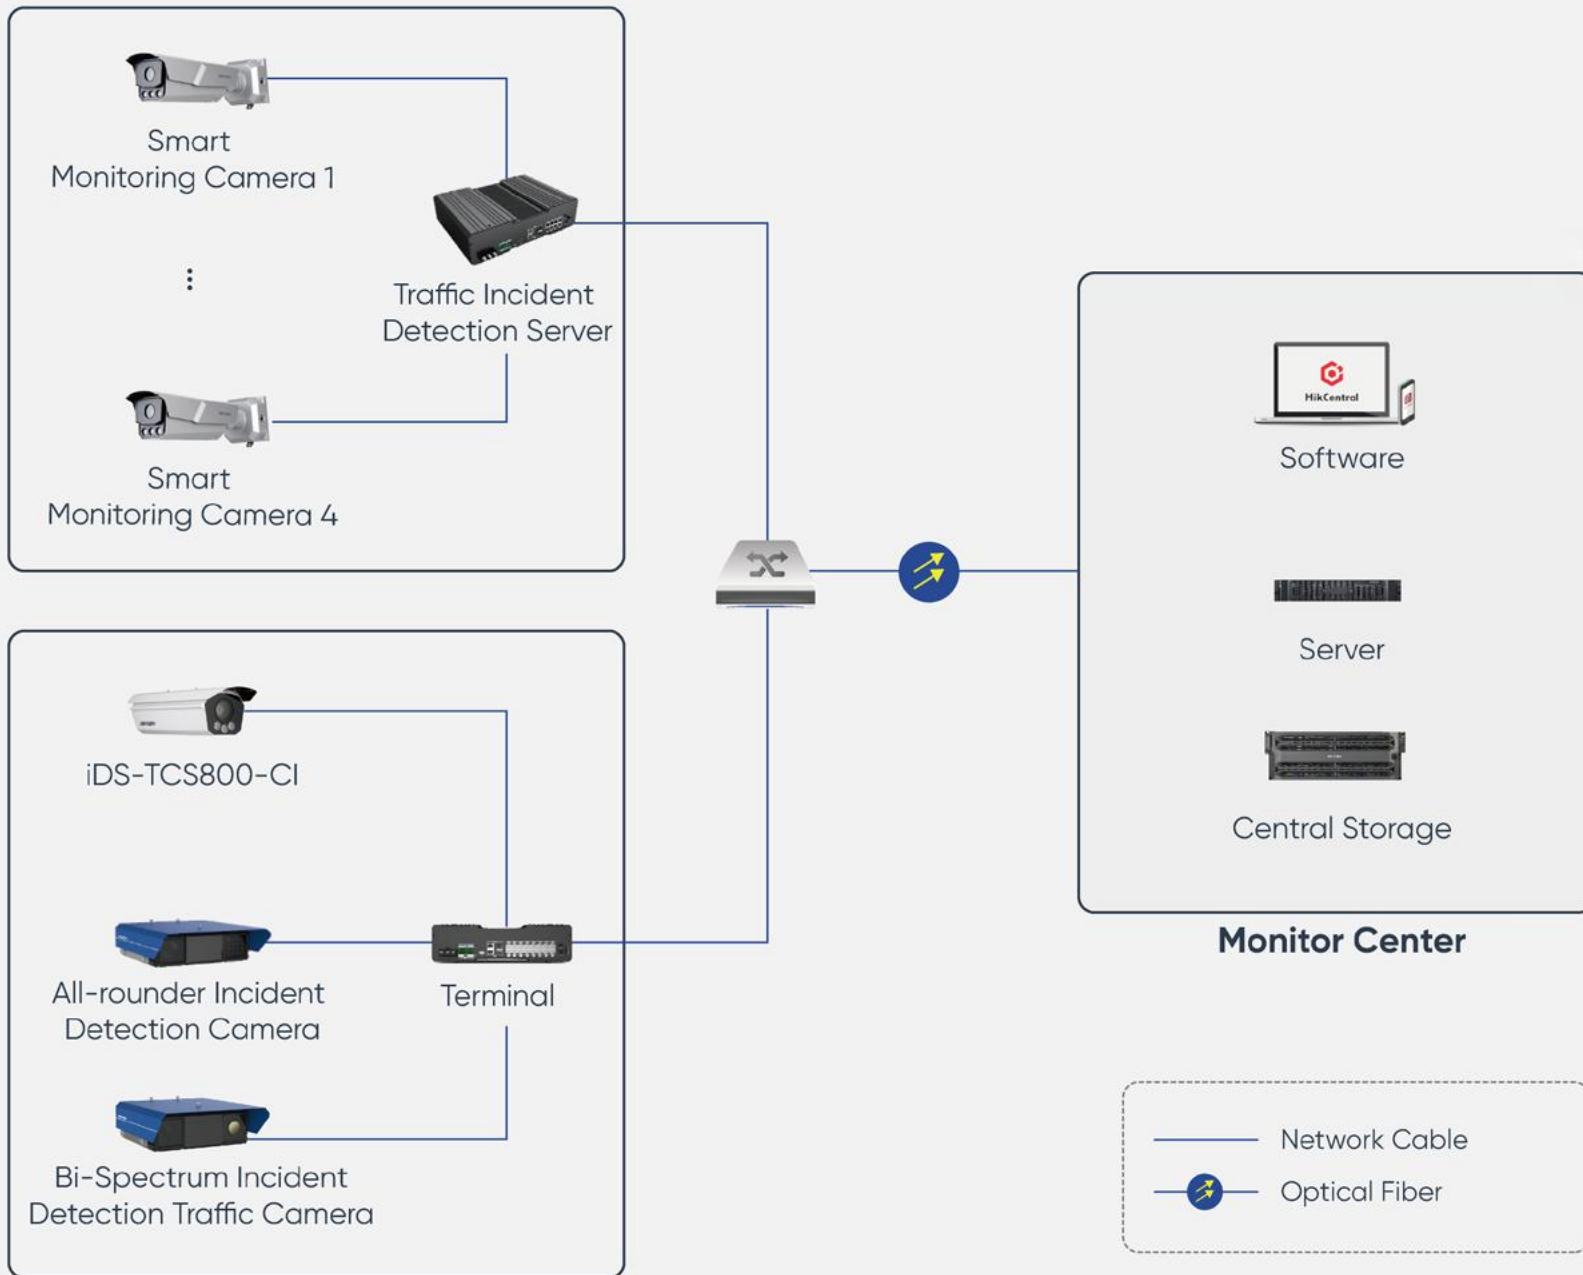 Smart
Monitoring Camera 1
Traffic Incident
Detection Server
Smart
Monitoring Camera 4
iDS-TCS800-CI
All-rounder Incident
Detection Camera
Terminal
Bi-Spectrum Incident
Detection Traffic Camera
HikCentral
Software
Server
Central Storage
Monitor Center
Network Cable
Optical Fiber